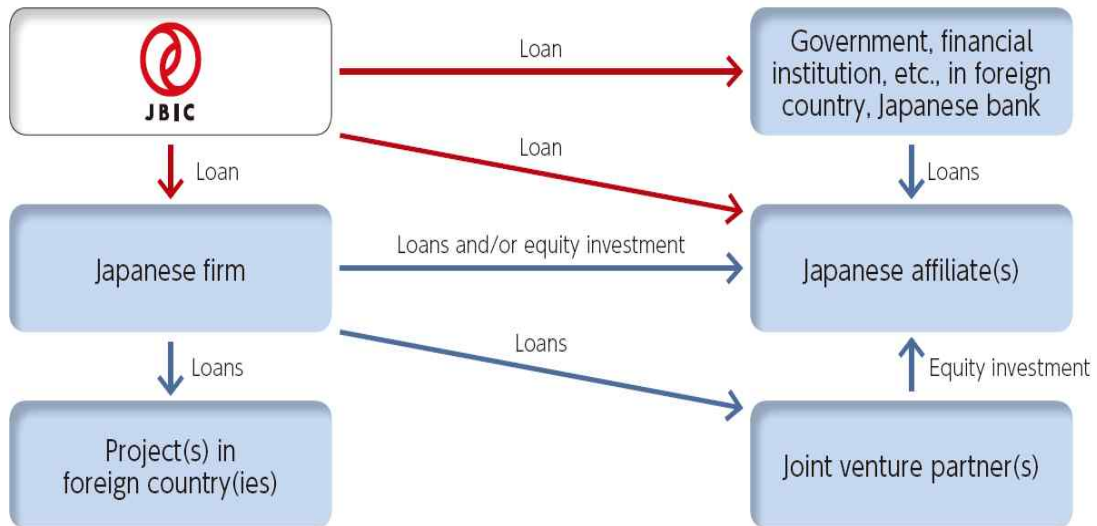 JBIC
Loan
Government, financial
institution, etc., in foreign
country, Japanese bank
Loan
Loan
Loans
Japanese firm
Loans and/or equity investment
Japanese affiliate(s)
Loans
Loans
Equity investment
Project(s) in
foreign country(ies)
Joint venture partner(s)